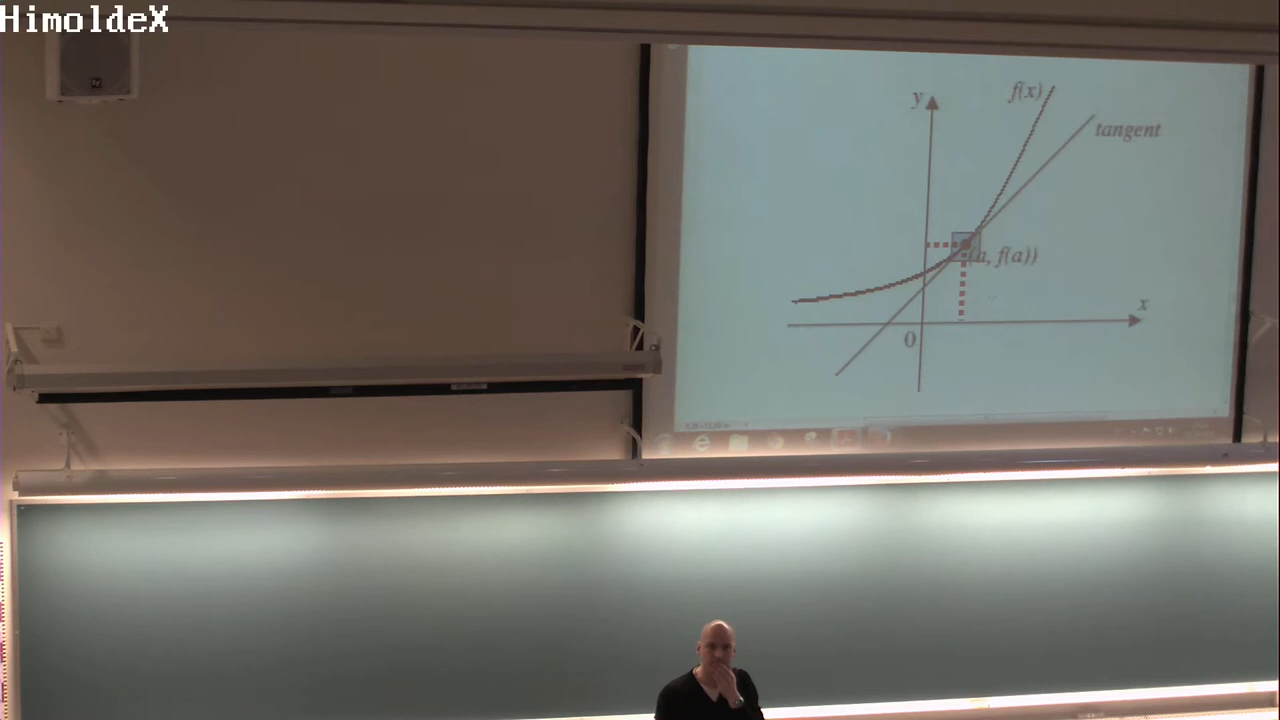 HimoldeX
y
f(x)
tangent
(a, f(a))
x
0